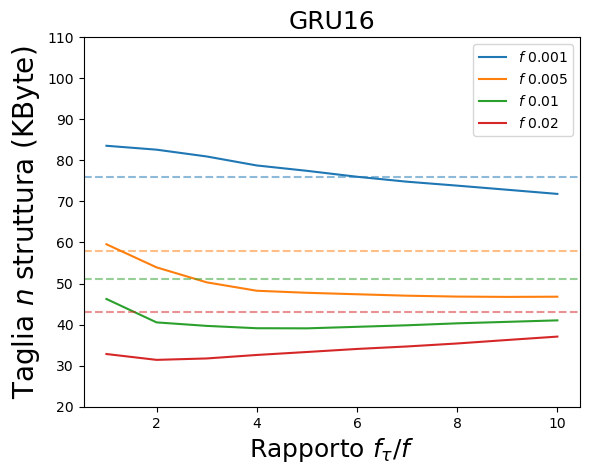 GRU16
Taglia n struttura (KByte)
110
100
90
80
70
60
50
40
30
20
f 0.001
f 0.005
f 0.01
f 0.02
2 4 6 8 10
Rapporto fτ/f